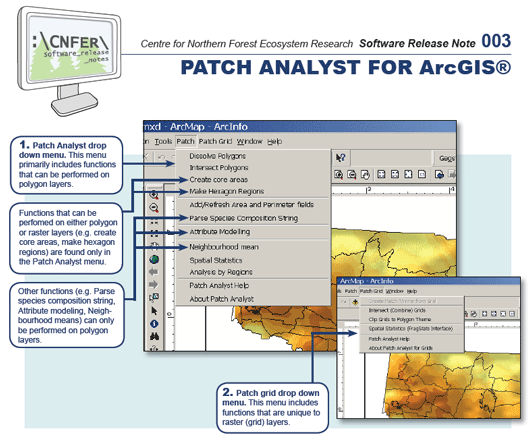 :\CNFER/
software_release
_notes
Centre for Northern Forest Ecosystem Research Software Release Note 003
PATCH ANALYST FOR ArcGIS®
mxd - ArcMap - ArcInfo
Tools Patch Patch Grid Window Help
Dissolve Polygons
Intersect Polygons
Create core areas
Make Hexagon Regions
Add/Refresh Area and Perimeter fields
Parse Species Composition String
Attribute Modelling
Neighbourhood mean
Spatial Statistics
Analysis by Regions
Patch Analyst Help
About Patch Analyst
1. Patch Analyst drop
down menu. This menu
primarily includes functions
that can be performed on
polygon layers.
Functions that can be
perfomed on either polygon
or raster layers (e.g. create
core areas, make hexagon
regions) are found only in
the Patch Analyst menu.
Other functions (e.g. Parse
species composition string,
Attribute modeling, Neigh-
bourhood means) can only
be performed on polygon
layers.
ArcMap - ArcInfo
Patch Patch Grid Window Help
Create Patch Theme from Grid
Intersect (Combine) Grids
Clip Grids to Polygon Theme
Spatial Statistics (FragStats Interface)
Patch Analyst Help
About Patch Analyst for Grids
2. Patch grid drop down
menu. This menu includes
functions that are unique to
raster (grid) layers.